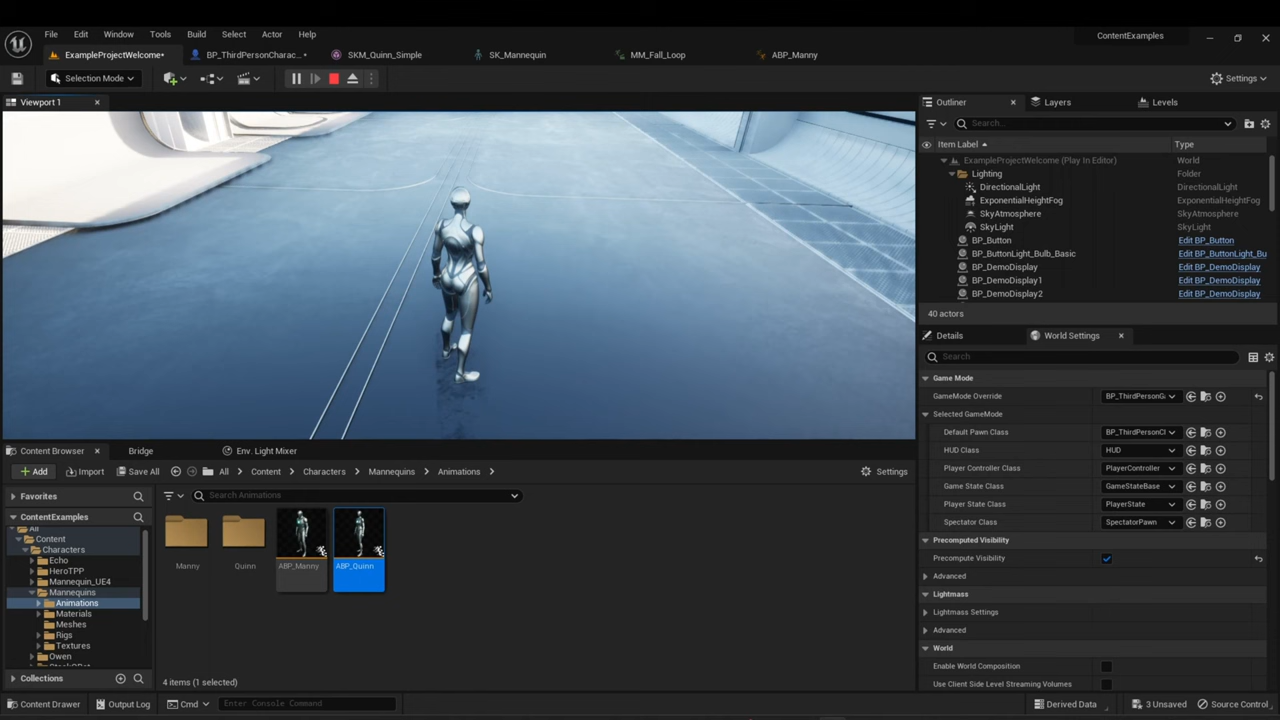 File Edit Window Tools Build Select Actor Help
ContentExamples
ExampleProjectWelcome•
BP_ThirdPersonCharac...•
SKM_Quinn_Simple
SK_Mannequin
MM_Fall_Loop
ABP_Manny
Selection Mode
Settings
Viewport 1
Outliner
Layers
Levels
Search...
Item Label
Type
ExampleProjectWelcome (Play In Editor)
World
Lighting
Folder
DirectionalLight
DirectionalLight
ExponentialHeightFog
ExponentialHeightFog
SkyAtmosphere
SkyAtmosphere
SkyLight
SkyLight
BP_Button
Edit BP_Button
BP_ButtonLight_Bulb_Basic
Edit BP_ButtonLight_Bu
BP_DemoDisplay
Edit BP_DemoDisplay
BP_DemoDisplay1
Edit BP_DemoDisplay
BP_DemoDisplay2
Edit BP_DemoDisplay
40 actors
Details
World Settings
Search
Game Mode
GameMode Override
BP_ThirdPersonG
Selected GameMode
Default Pawn Class
BP_ThirdPersonCl
HUD Class
HUD
Player Controller Class
PlayerController
Game State Class
GameStateBase
Player State Class
PlayerState
Spectator Class
SpectatorPawn
Precomputed Visibility
Precompute Visibility
Advanced
Lightmass
Lightmass Settings
Advanced
World
Enable World Composition
Use Client Side Level Streaming Volumes
Content Browser
Bridge
Env. Light Mixer
Add
Import
Save All
All
Content
Characters
Mannequins
Animations
Settings
Favorites
Search Animations
ContentExamples
All
Content
Characters
Echo
HeroTPP
Mannequin_UE4
Mannequins
Animations
Materials
Meshes
Rigs
Textures
Owen
Collections
Manny
Quinn
ABP_Manny
ABP_Quinn
4 items (1 selected)
Content Drawer
Output Log
Cmd
Enter Console Command
Derived Data
3 Unsaved
Source Control